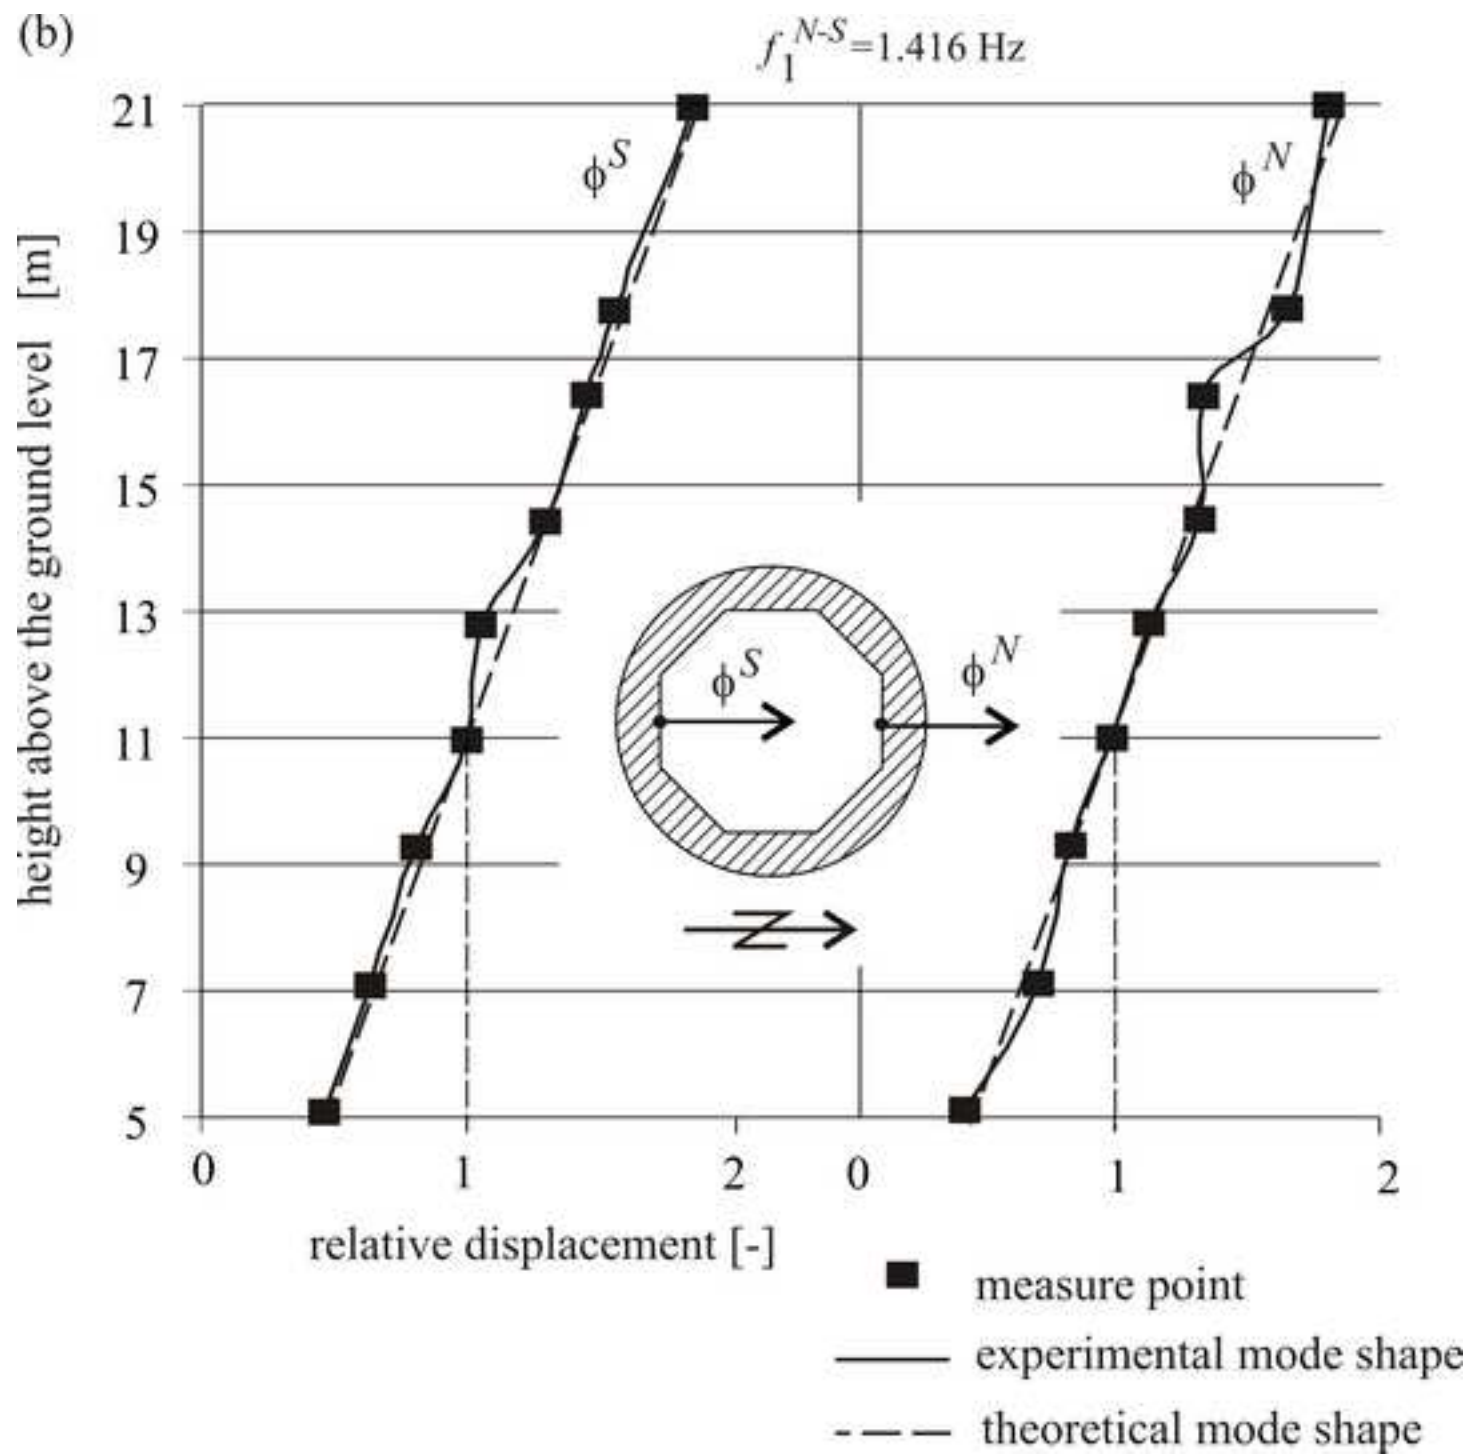 (b)
f₁ᴺ⁻ˢ=1.416 Hz
21
19
17
15
13
11
9
7
5
height above the ground level [m]
ϕˢ
ϕᴺ
ϕˢ
ϕᴺ
N
0 1 2 0 1 2
relative displacement [-]
measure point
experimental mode shape
theoretical mode shape